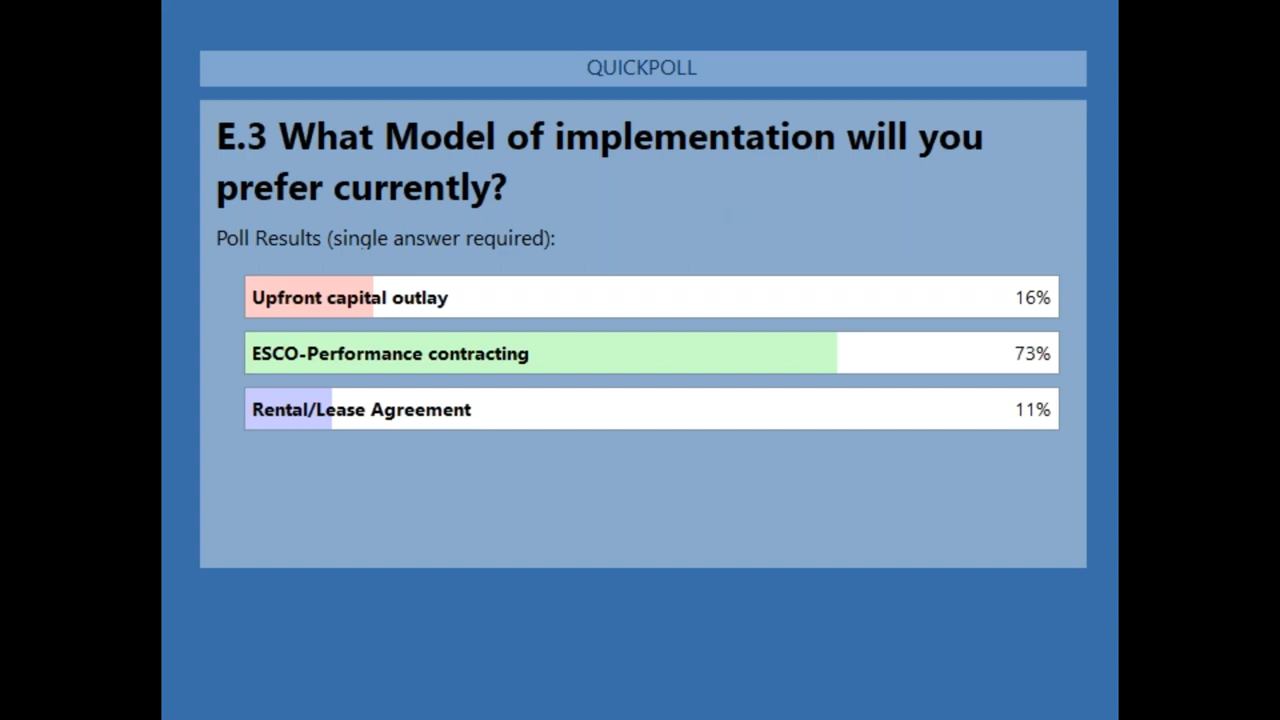 QUICKPOLL
E.3 What Model of implementation will you
prefer currently?
Poll Results (single answer required):
Upfront capital outlay 16%
ESCO-Performance contracting 73%
Rental/Lease Agreement 11%